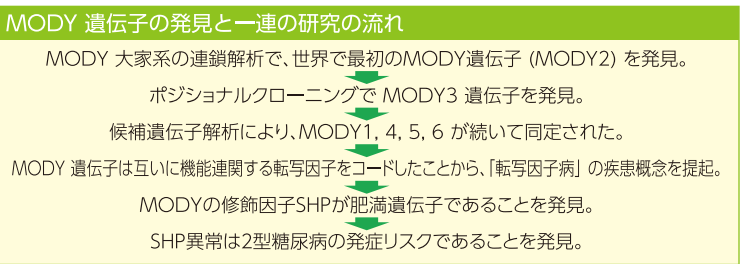 MODY 遺伝子の発見と一連の研究の流れ
MODY 大家系の連鎖解析で、世界で最初のMODY遺伝子 (MODY2) を発見。
ポジショナルクローニングで MODY3 遺伝子を発見。
候補遺伝子解析により、MODY1, 4, 5, 6 が続いて同定された。
MODY 遺伝子は互いに機能連関する転写因子をコードしたことから、「転写因子病」の疾患概念を提起。
MODYの修飾因子SHPが肥満遺伝子であることを発見。
SHP異常は2型糖尿病の発症リスクであることを発見。